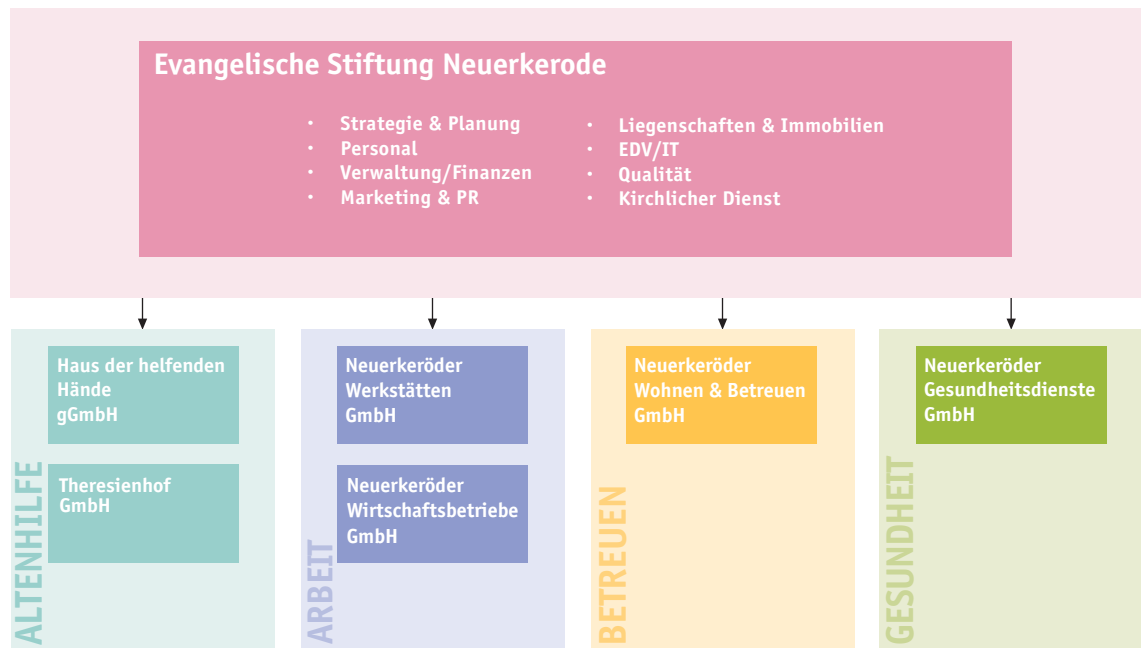 Evangelische Stiftung Neuerkerode
· Strategie & Planung
· Personal
· Verwaltung/Finanzen
· Marketing & PR
· Liegenschaften & Immobilien
· EDV/IT
· Qualität
· Kirchlicher Dienst
ALTENHILFE
Haus der helfenden
Hände
gGmbH
Theresienhof
GmbH
ARBEIT
Neuerkeröder
Werkstätten
GmbH
Neuerkeröder
Wirtschaftsbetriebe
GmbH
BETREUEN
Neuerkeröder
Wohnen & Betreuen
GmbH
GESUNDHEIT
Neuerkeröder
Gesundheitsdienste
GmbH